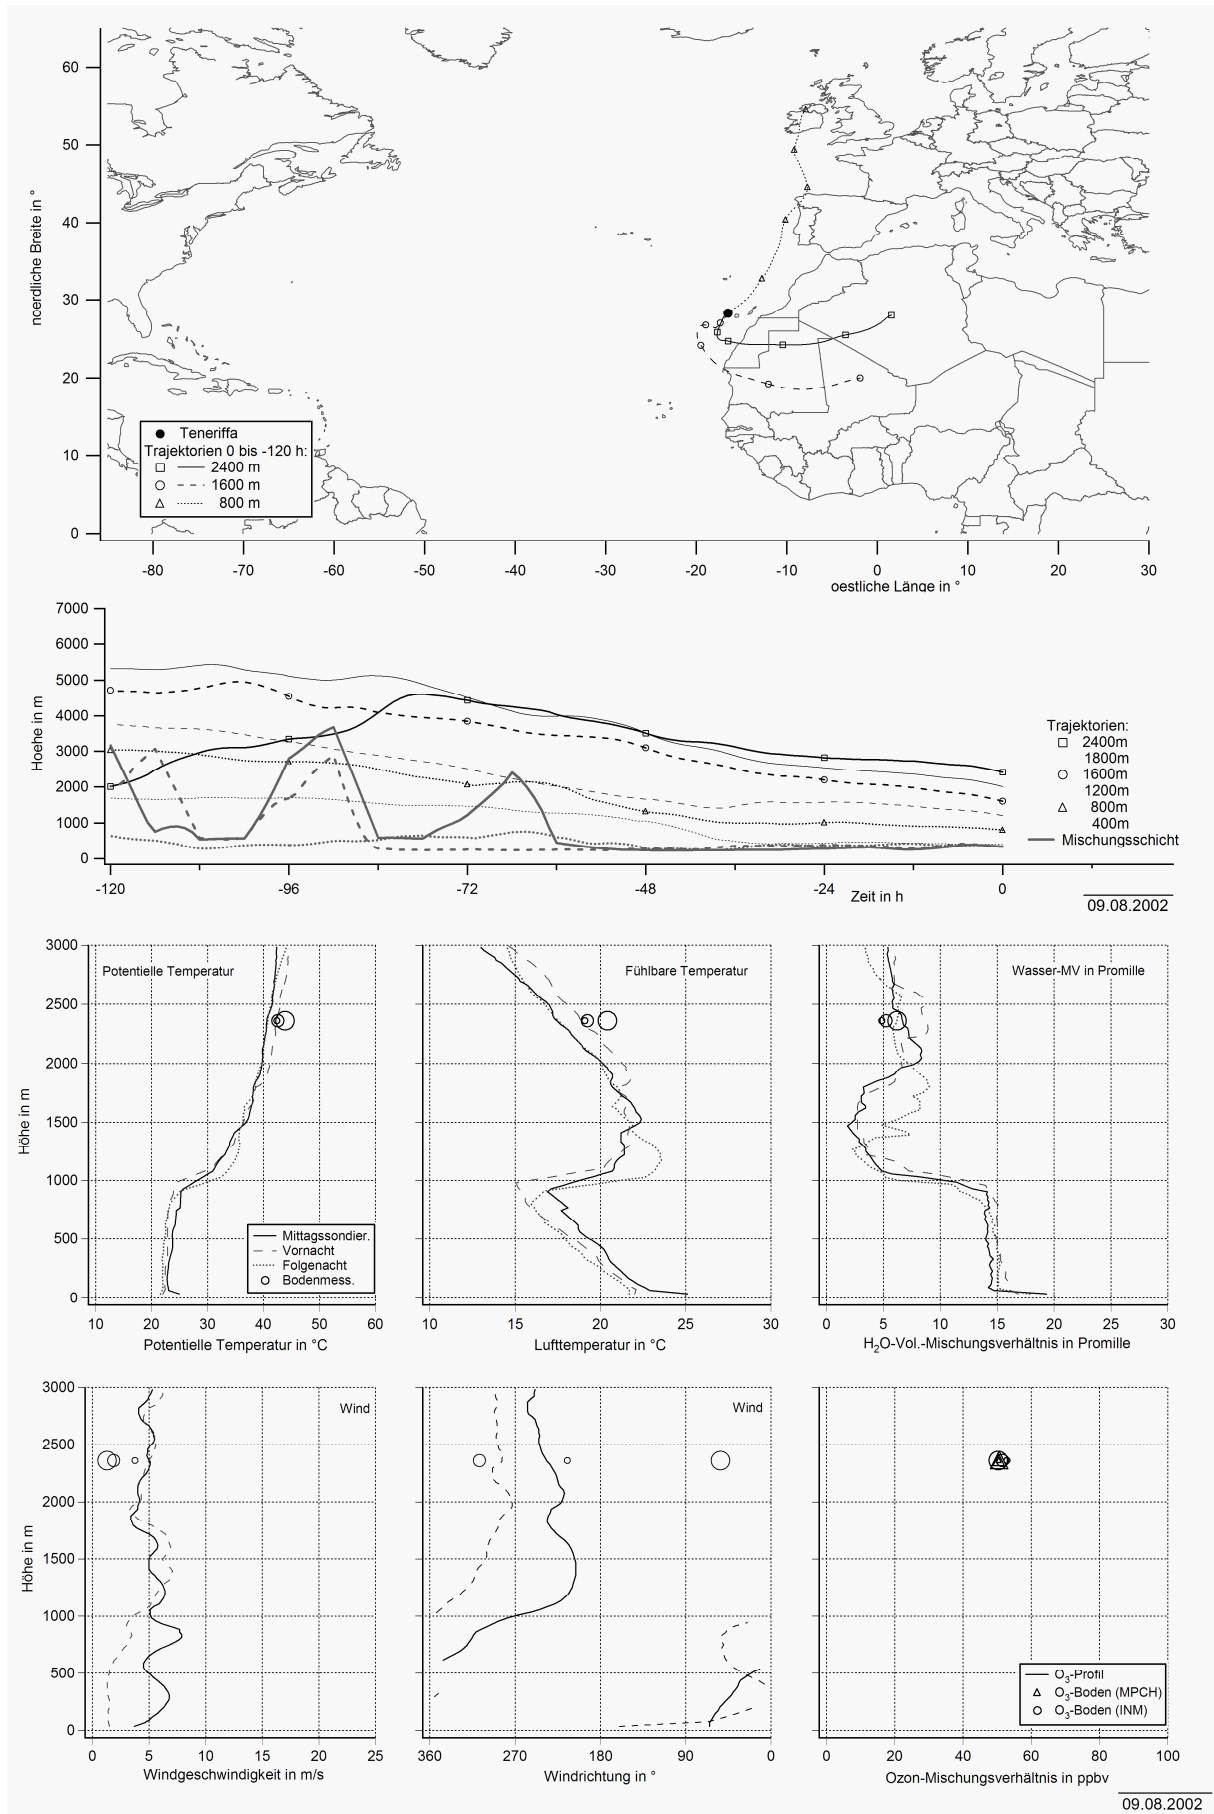 60
50
40
30
20
10
0
noerdliche Breite in °
Teneriffa
Trajektorien 0 bis -120 h:
2400 m
1600 m
800 m
-80 -70 -60 -50 -40 -30 -20 -10 0 10 20 30
oestliche Länge in °
7000
6000
5000
4000
3000
2000
1000
0
Hoehe in m
Trajektorien:
2400m
1800m
1600m
1200m
800m
400m
Mischungsschicht
-120 -96 -72 -48 -24 0
Zeit in h
09.08.2002
3000
2500
2000
1500
1000
500
0
Höhe in m
Potentielle Temperatur
Mittagssondier.
Vornacht
Folgenacht
Bodenmess.
10 20 30 40 50 60
Potentielle Temperatur in °C
Fühlbare Temperatur
10 15 20 25 30
Lufttemperatur in °C
Wasser-MV in Promille
0 5 10 15 20 25 30
H2O-Vol.-Mischungsverhältnis in Promille
3000
2500
2000
1500
1000
500
0
Höhe in m
Wind
0 5 10 15 20 25
Windgeschwindigkeit in m/s
Wind
360 270 180 90 0
Windrichtung in °
O3-Profil
O3-Boden (MPCH)
O3-Boden (INM)
0 20 40 60 80 100
Ozon-Mischungsverhältnis in ppbv
09.08.2002